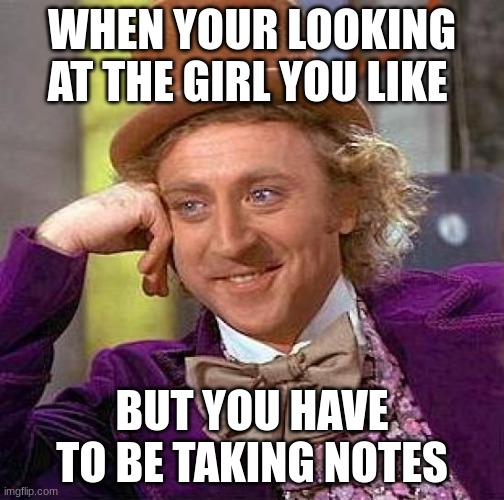 WHEN YOUR LOOKING
AT THE GIRL YOU LIKE
BUT YOU HAVE
TO BE TAKING NOTES
imgflip.com